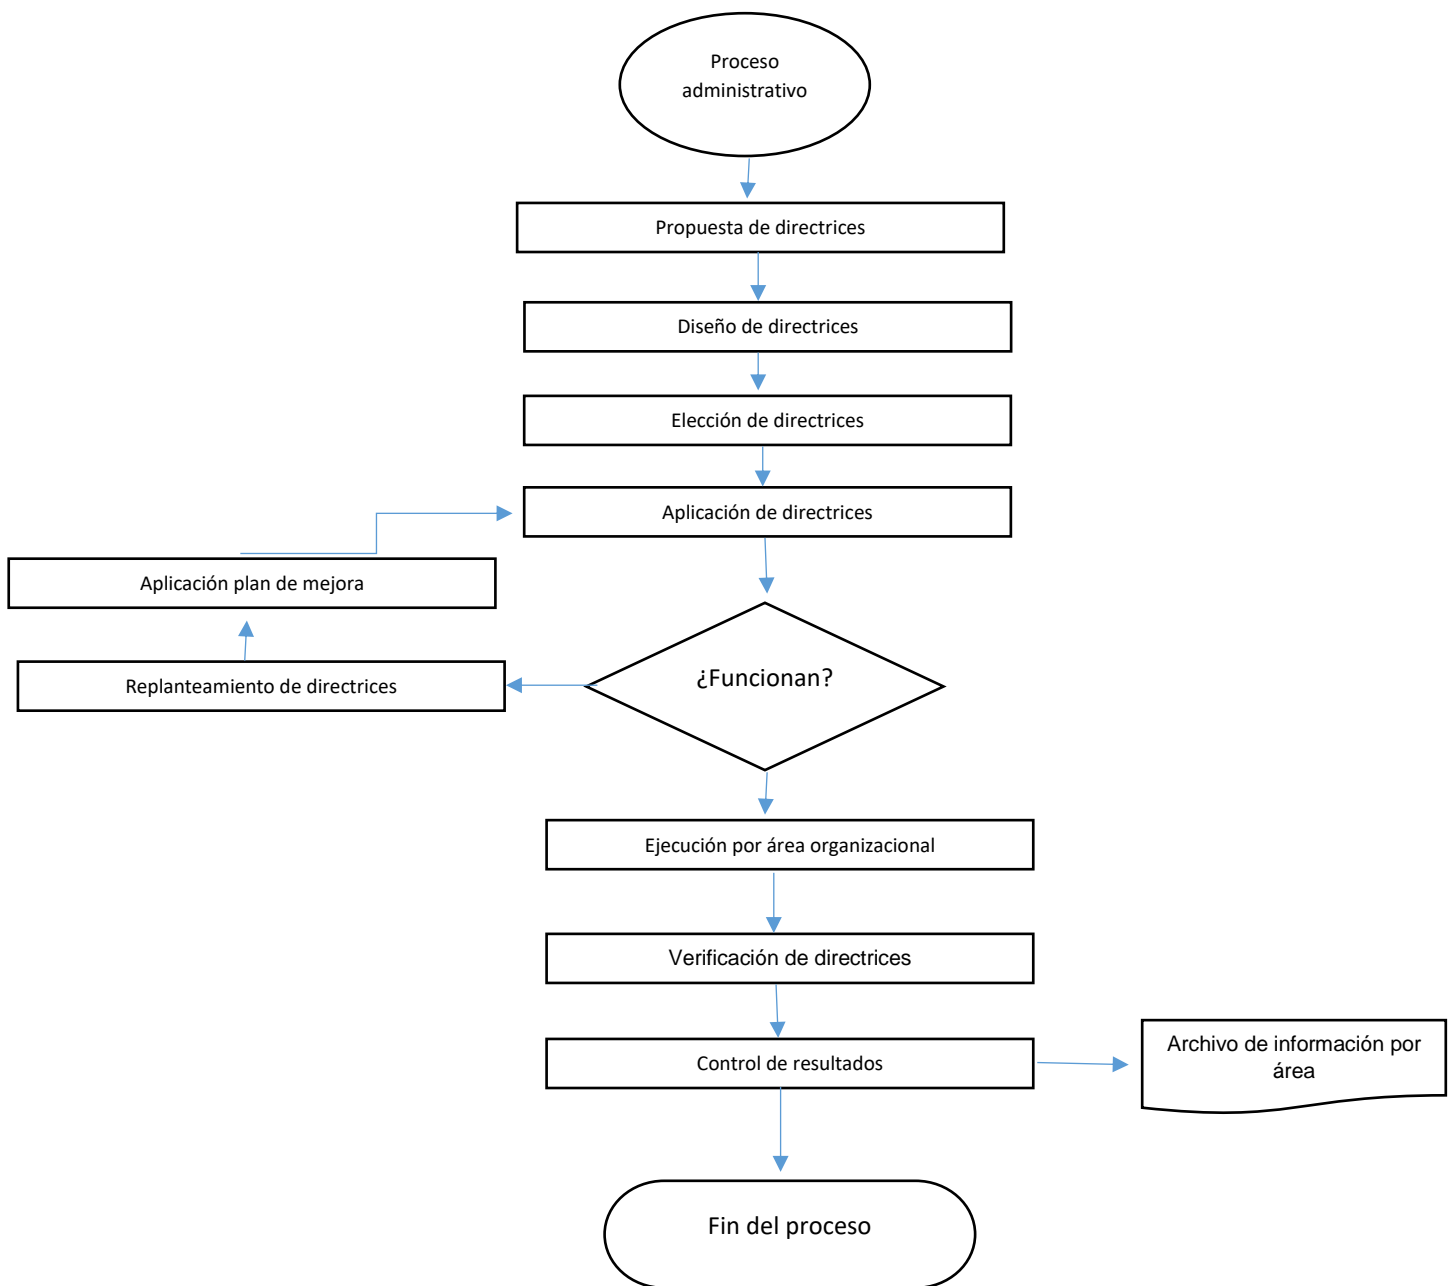 Proceso
administrativo
Propuesta de directrices
Diseño de directrices
Elección de directrices
Aplicación de directrices
Aplicación plan de mejora
¿Funcionan?
Replanteamiento de directrices
Ejecución por área organizacional
Verificación de directrices
Control de resultados
Archivo de información por
área
Fin del proceso